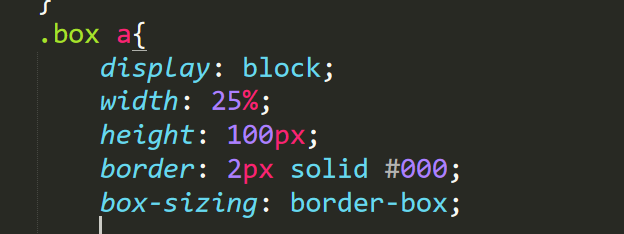 }
.box a{
display: block;
width: 25%;
height: 100px;
border: 2px solid #000;
box-sizing: border-box;